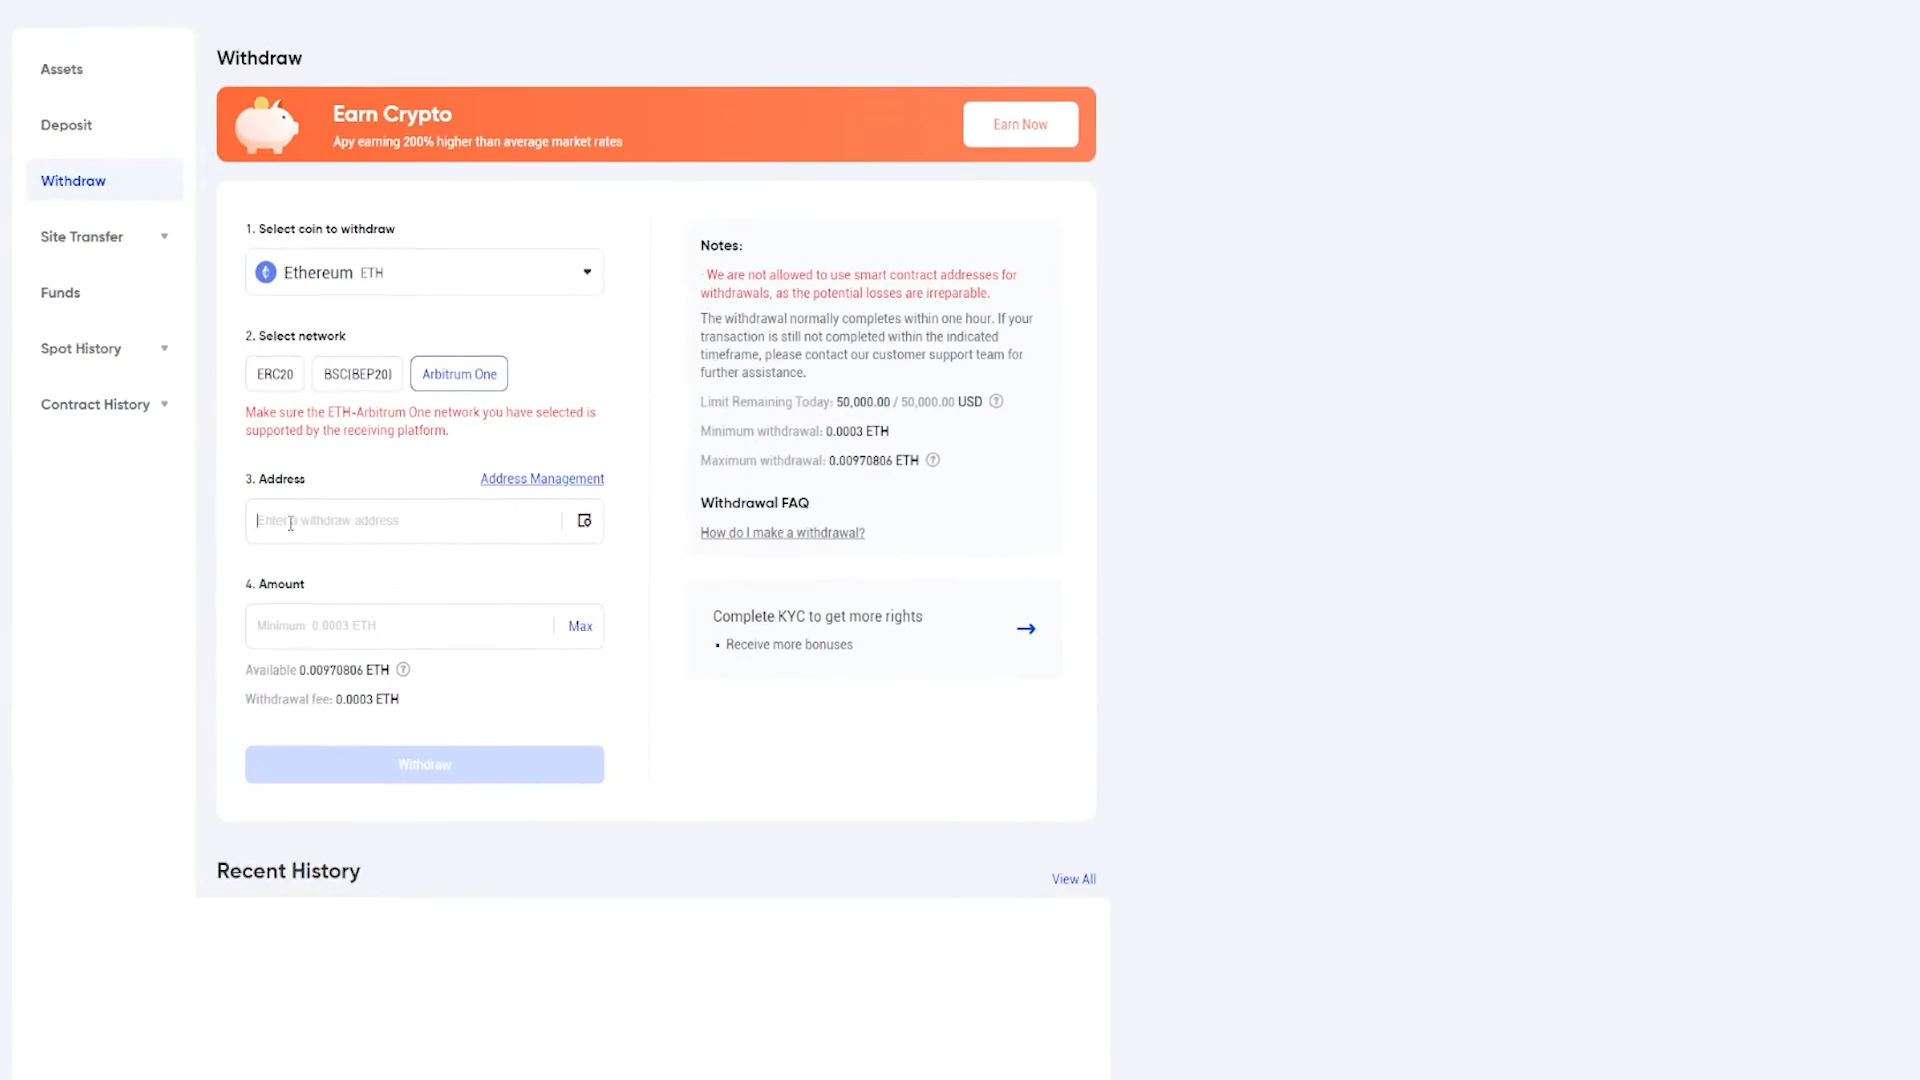 Assets
Deposit
Withdraw
Site Transfer
Funds
Spot History
Contract History
Withdraw
Earn Crypto
Apy earning 200% higher than average market rates
Earn Now
1. Select coin to withdraw
Ethereum ETH
2. Select network
ERC20 BSC(BEP20) Arbitrum One
Make sure the ETH-Arbitrum One network you have selected is
supported by the receiving platform.
3. Address Address Management
Enter a withdraw address
4. Amount
Minimum: 0.0003 ETH Max
Available 0.00970806 ETH ?
Withdrawal fee: 0.0003 ETH
Withdraw
Notes:
· We are not allowed to use smart contract addresses for
withdrawals, as the potential losses are irreparable.
The withdrawal normally completes within one hour. If your
transaction is still not completed within the indicated
timeframe, please contact our customer support team for
further assistance.
Limit Remaining Today: 50,000.00 / 50,000.00 USD ?
Minimum withdrawal: 0.0003 ETH
Maximum withdrawal: 0.00970806 ETH ?
Withdrawal FAQ
How do I make a withdrawal?
Complete KYC to get more rights
• Receive more bonuses
Recent History
View All